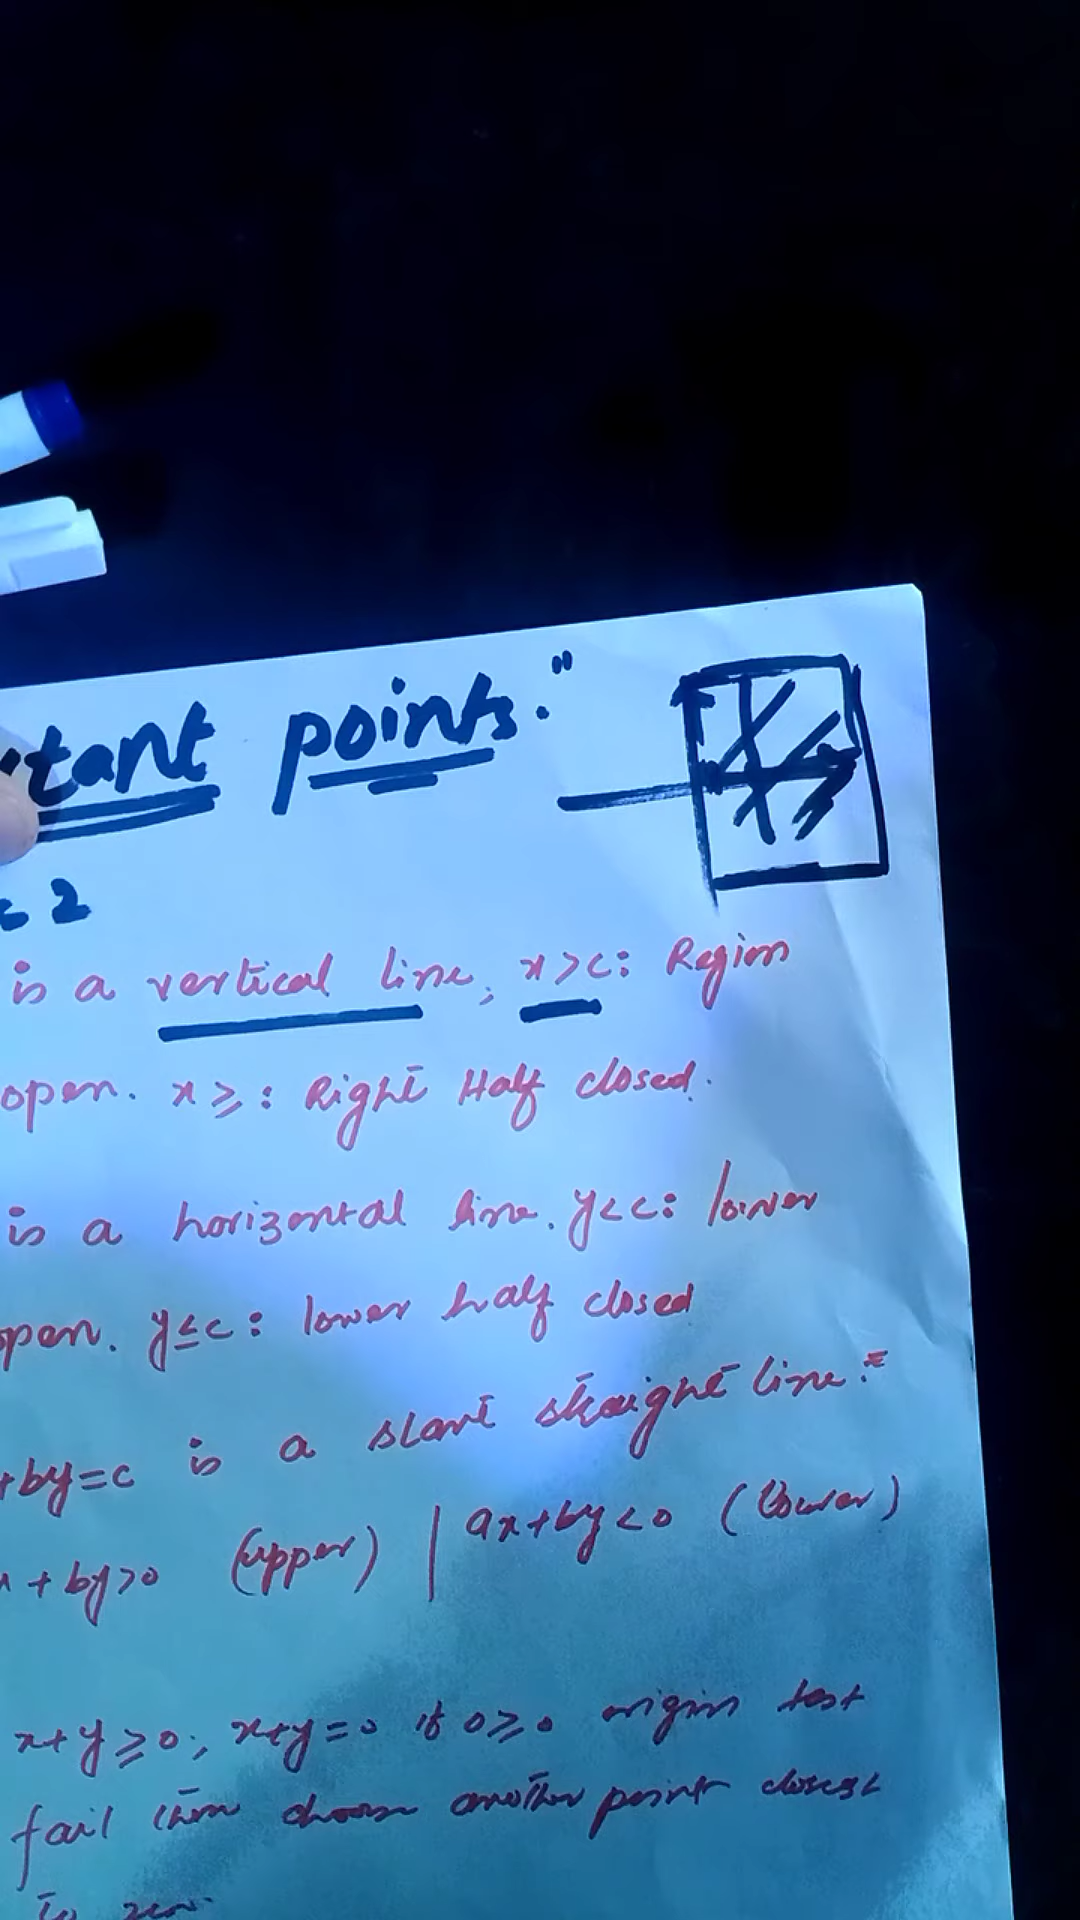 tant points."
= 2
is a vertical line, x>c: Region
open. x≥: Right Half closed.
is a horizontal line. y<c: lower
open. y≤c: lower half closed
+by=c is a slant straight line.
x+by>0 (upper) | ax+by<0 (lower)
x+y≥0; x+y=0 if 0≥0 origin test
fail then choose another point closest
to zero.